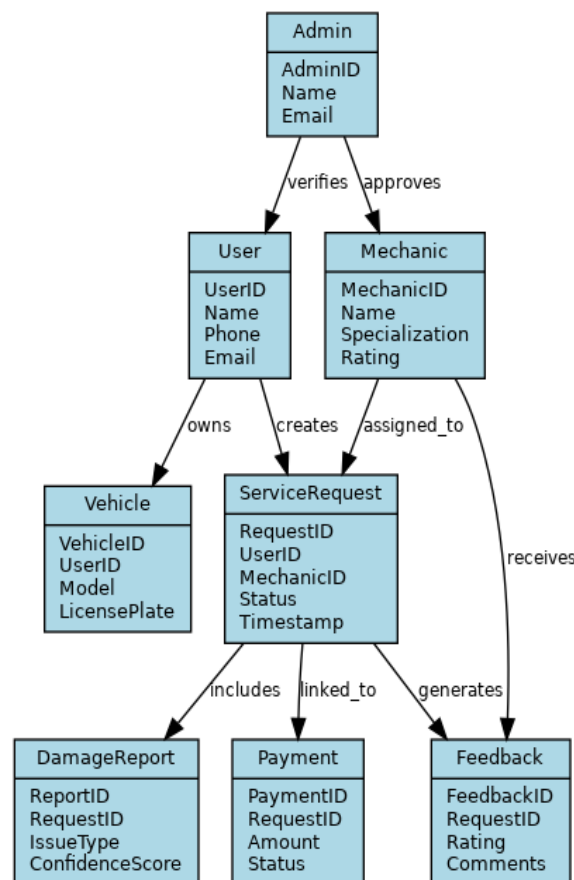 Admin
AdminID
Name
Email
verifies
approves
User
UserID
Name
Phone
Email
Mechanic
MechanicID
Name
Specialization
Rating
owns
creates
assigned_to
Vehicle
VehicleID
UserID
Model
LicensePlate
ServiceRequest
RequestID
UserID
MechanicID
Status
Timestamp
receives
includes
linked_to
generates
DamageReport
ReportID
RequestID
IssueType
ConfidenceScore
Payment
PaymentID
RequestID
Amount
Status
Feedback
FeedbackID
RequestID
Rating
Comments